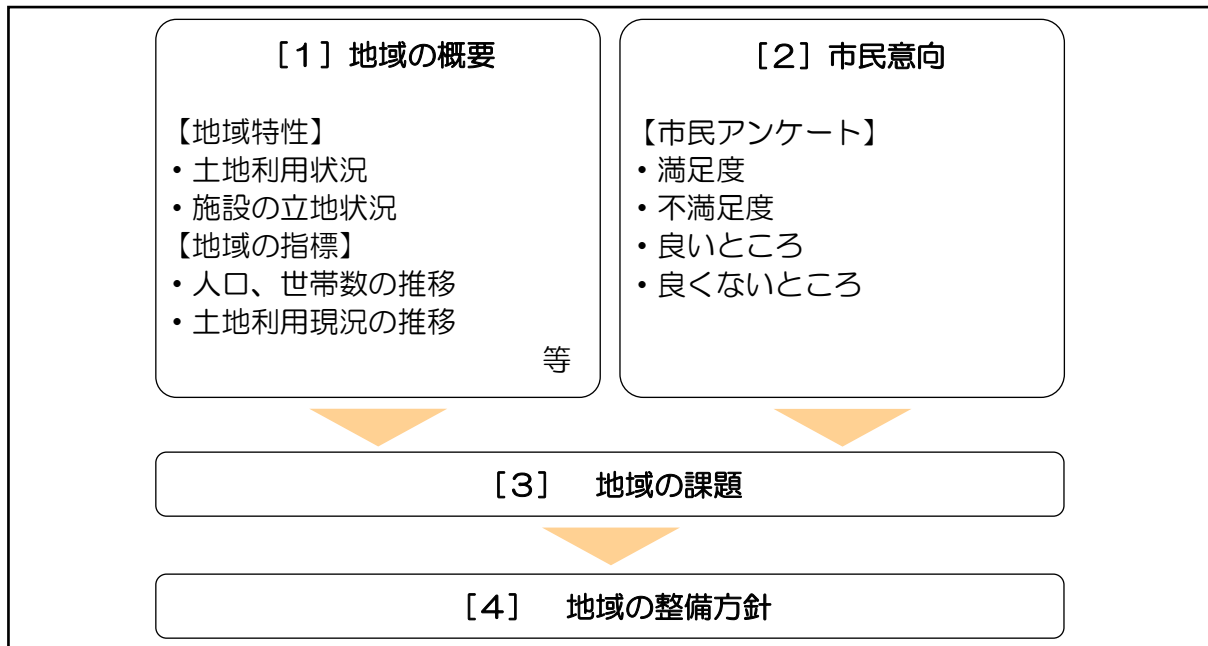 [1] 地域の概要
【地域特性】
・土地利用状況
・施設の立地状況
【地域の指標】
・人口、世帯数の推移
・土地利用現況の推移
等
[2] 市民意向
【市民アンケート】
・満足度
・不満足度
・良いところ
・良くないところ
[3] 地域の課題
[4] 地域の整備方針